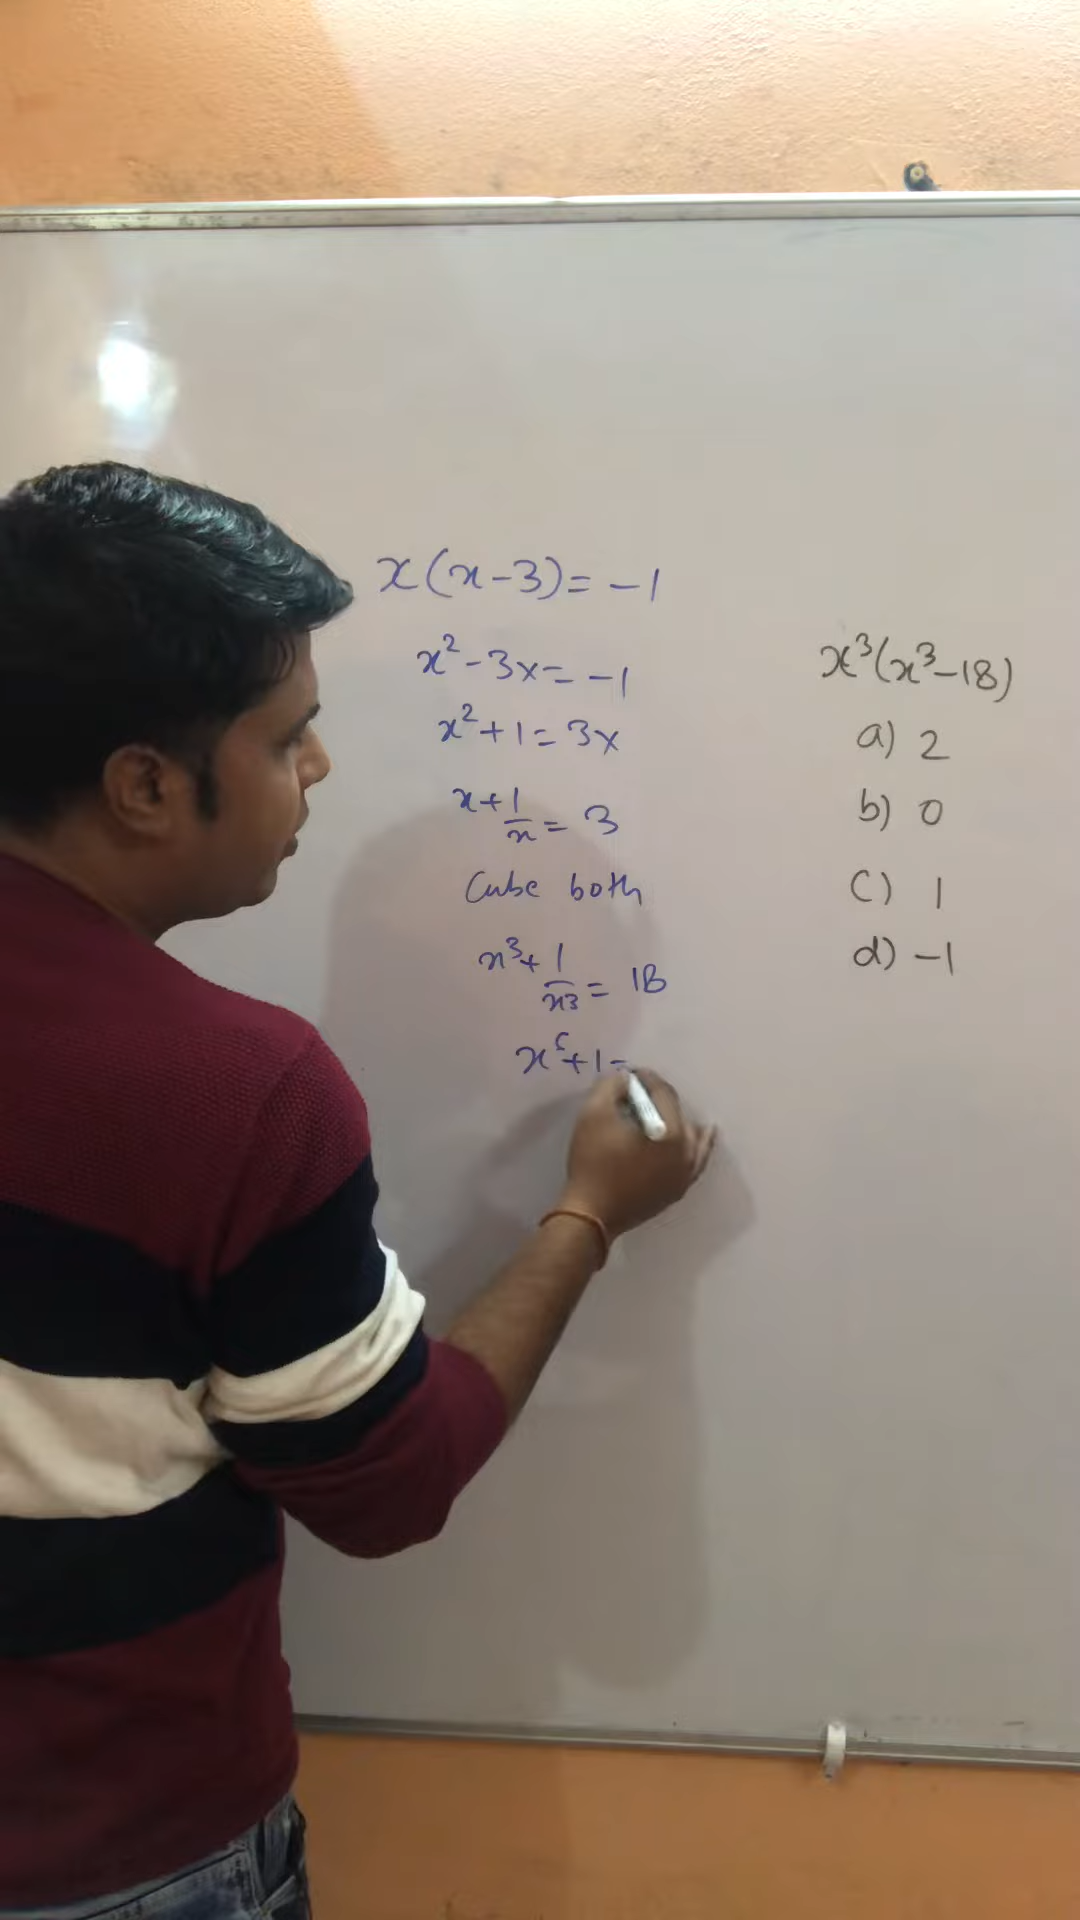 x(x-3)= -1
x²-3x= -1
x²+1=3x
x+1/x = 3
Cube both
x³+1/x³ = 18
x⁶+1=
x³(x³-18)
a) 2
b) 0
c) 1
d) -1